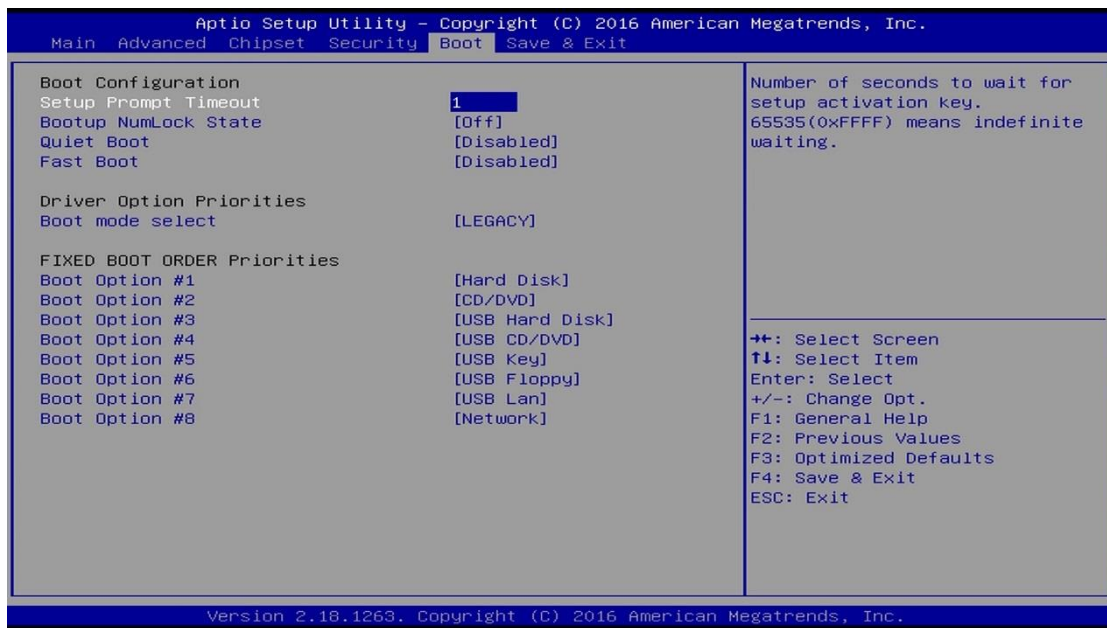 Aptio Setup Utility – Copyright (C) 2016 American Megatrends, Inc.
Main Advanced Chipset Security Boot Save & Exit
Boot Configuration
Setup Prompt Timeout 1
Bootup NumLock State [Off]
Quiet Boot [Disabled]
Fast Boot [Disabled]
Driver Option Priorities
Boot mode select [LEGACY]
FIXED BOOT ORDER Priorities
Boot Option #1 [Hard Disk]
Boot Option #2 [CD/DVD]
Boot Option #3 [USB Hard Disk]
Boot Option #4 [USB CD/DVD]
Boot Option #5 [USB Key]
Boot Option #6 [USB Floppy]
Boot Option #7 [USB Lan]
Boot Option #8 [Network]
Number of seconds to wait for
setup activation key.
65535(0xFFFF) means indefinite
waiting.
→←: Select Screen
↑↓: Select Item
Enter: Select
+/-: Change Opt.
F1: General Help
F2: Previous Values
F3: Optimized Defaults
F4: Save & Exit
ESC: Exit
Version 2.18.1263. Copyright (C) 2016 American Megatrends, Inc.